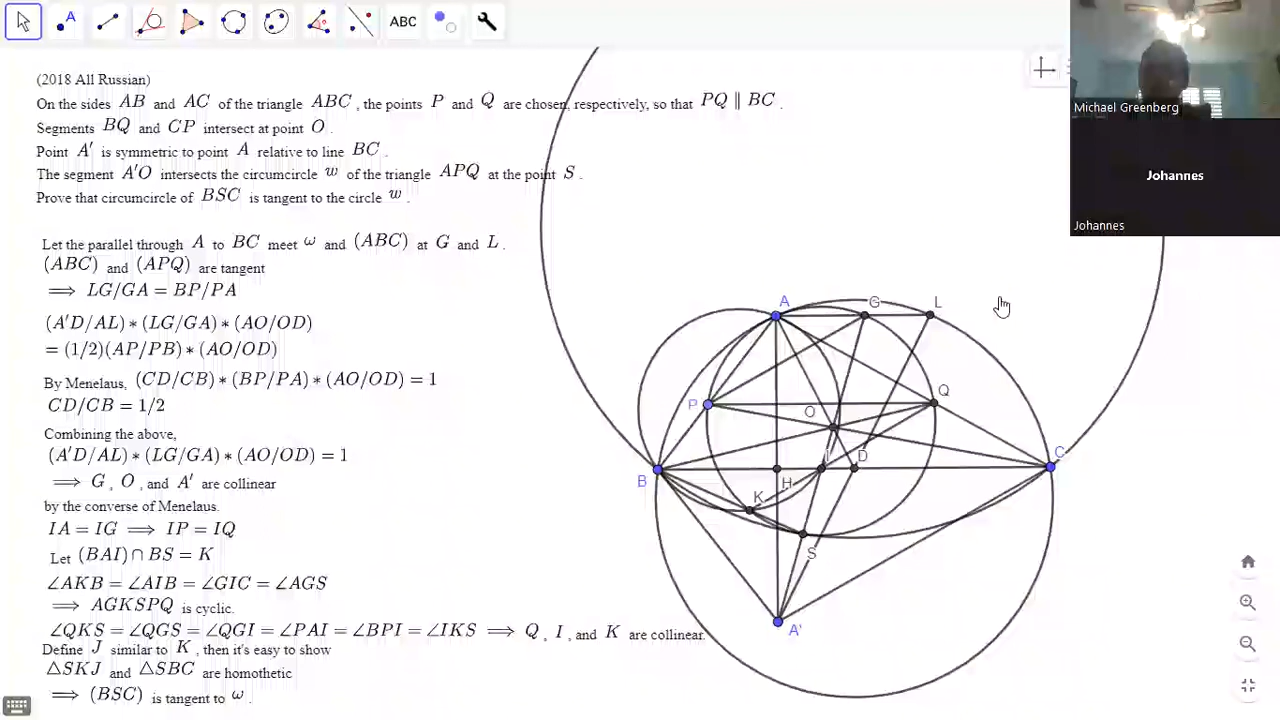 ABC
(2018 All Russian)
On the sides AB and AC of the triangle ABC , the points P and Q are chosen, respectively, so that PQ ∥ BC .
Segments BQ and CP intersect at point O .
Point A' is symmetric to point A relative to line BC .
The segment A'O intersects the circumcircle w of the triangle APQ at the point S .
Prove that circumcircle of BSC is tangent to the circle w .
Let the parallel through A to BC meet ω and (ABC) at G and L .
(ABC) and (APQ) are tangent
⟹ LG/GA = BP/PA
(A'D/AL) * (LG/GA) * (AO/OD)
= (1/2)(AP/PB) * (AO/OD)
By Menelaus, (CD/CB) * (BP/PA) * (AO/OD) = 1
CD/CB = 1/2
Combining the above,
(A'D/AL) * (LG/GA) * (AO/OD) = 1
⟹ G , O , and A' are collinear
by the converse of Menelaus.
IA = IG ⟹ IP = IQ
Let (BAI) ∩ BS = K
∠AKB = ∠AIB = ∠GIC = ∠AGS
⟹ AGKSPQ is cyclic.
∠QKS = ∠QGS = ∠QGI = ∠PAI = ∠BPI = ∠IKS ⟹ Q , I , and K are collinear.
Define J similar to K , then it's easy to show
△SKJ and △SBC are homothetic
⟹ (BSC) is tangent to ω .
A
G
L
P
Q
O
B
H
I
D
C
K
S
A'
Michael Greenberg
Johannes
Johannes